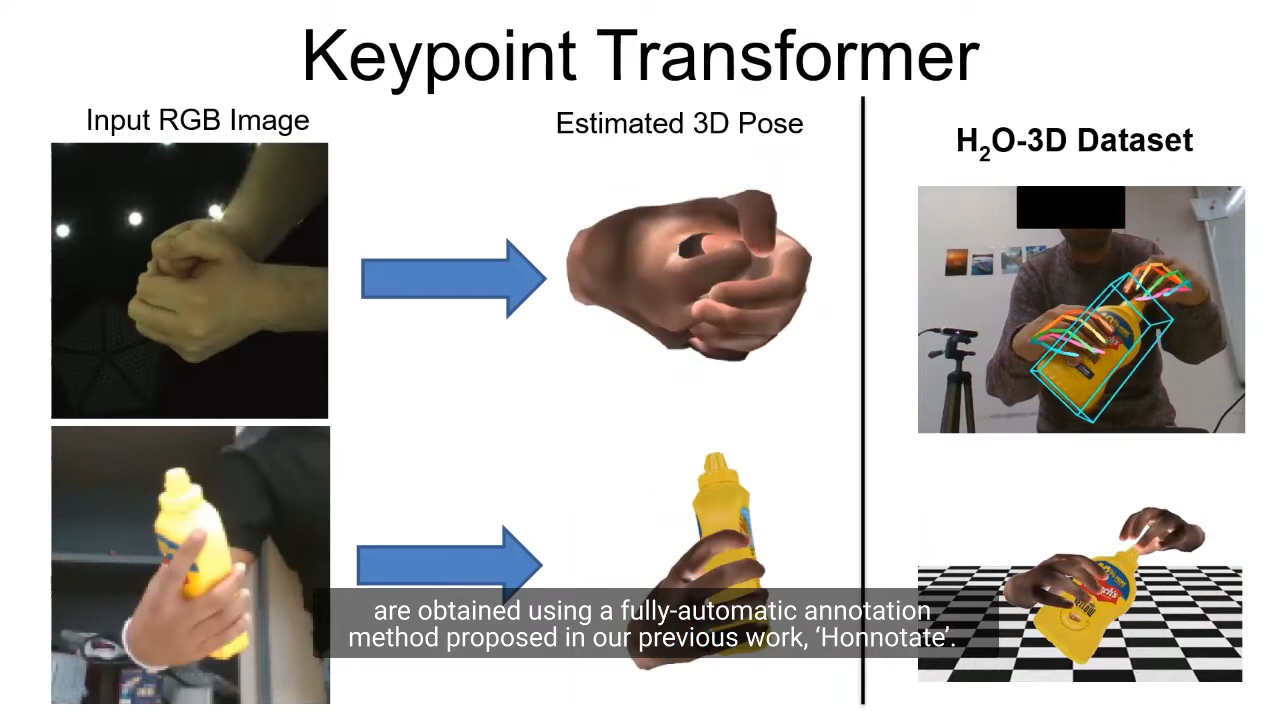 Keypoint Transformer
Input RGB Image
Estimated 3D Pose
H₂O-3D Dataset
are obtained using a fully-automatic annotation
method proposed in our previous work, ‘Honnotate’.